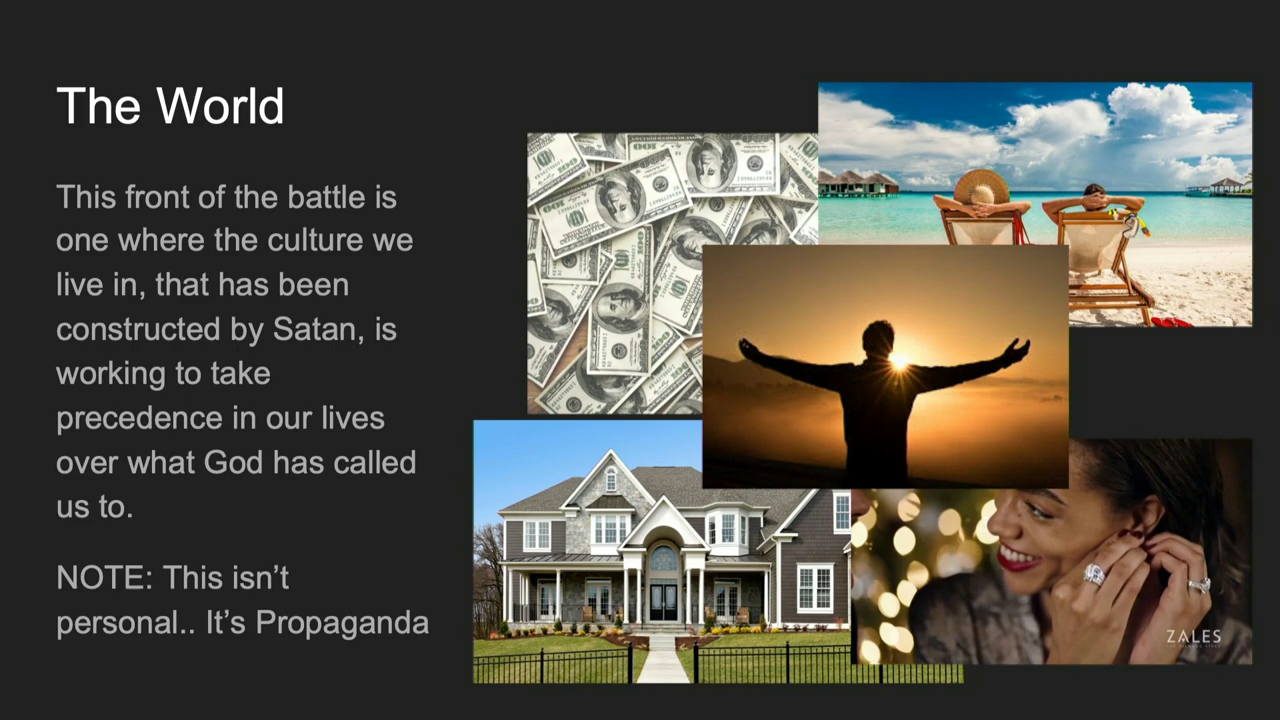 The World
This front of the battle is
one where the culture we
live in, that has been
constructed by Satan, is
working to take
precedence in our lives
over what God has called
us to.
NOTE: This isn’t
personal.. It’s Propaganda
ZALES